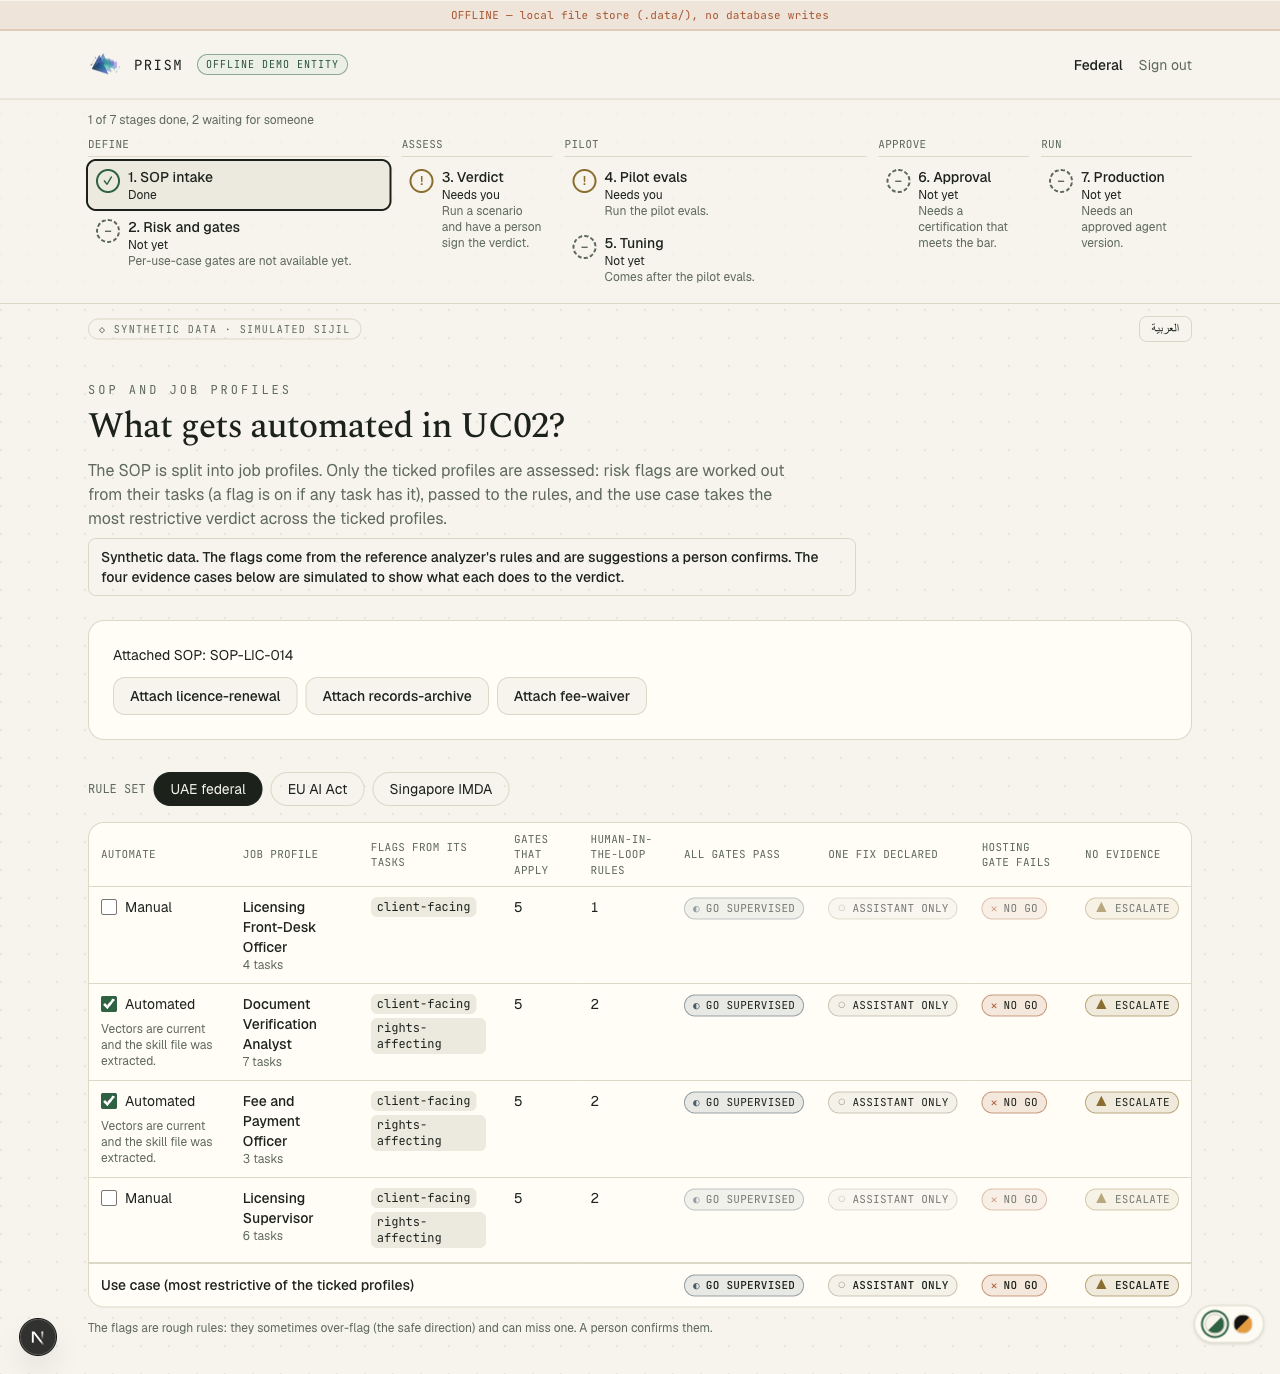 OFFLINE — local file store (.data/), no database writes
PRISM
OFFLINE DEMO ENTITY
Federal
Sign out
1 of 7 stages done, 2 waiting for someone
DEFINE
1. SOP intake
Done
2. Risk and gates
Not yet
Per-use-case gates are not available yet.
ASSESS
3. Verdict
Needs you
Run a scenario
and have a person
sign the verdict.
PILOT
4. Pilot evals
Needs you
Run the pilot evals.
5. Tuning
Not yet
Comes after the pilot evals.
APPROVE
6. Approval
Not yet
Needs a
certification that
meets the bar.
RUN
7. Production
Not yet
Needs an
approved agent
version.
◇ SYNTHETIC DATA · SIMULATED SIJIL
العربية
SOP AND JOB PROFILES
What gets automated in UC02?
The SOP is split into job profiles. Only the ticked profiles are assessed: risk flags are worked out
from their tasks (a flag is on if any task has it), passed to the rules, and the use case takes the
most restrictive verdict across the ticked profiles.
Synthetic data. The flags come from the reference analyzer's rules and are suggestions a person confirms. The
four evidence cases below are simulated to show what each does to the verdict.
Attached SOP: SOP-LIC-014
Attach licence-renewal
Attach records-archive
Attach fee-waiver
RULE SET
UAE federal
EU AI Act
Singapore IMDA
AUTOMATE
JOB PROFILE
FLAGS FROM ITS
TASKS
GATES
THAT
APPLY
HUMAN-IN-
THE-LOOP
RULES
ALL GATES PASS
ONE FIX DECLARED
HOSTING
GATE FAILS
NO EVIDENCE
Manual
Licensing
Front-Desk
Officer
4 tasks
client-facing
5
1
GO SUPERVISED
ASSISTANT ONLY
NO GO
ESCALATE
Automated
Vectors are current
and the skill file was
extracted.
Document
Verification
Analyst
7 tasks
client-facing
rights-
affecting
5
2
GO SUPERVISED
ASSISTANT ONLY
NO GO
ESCALATE
Automated
Vectors are current
and the skill file was
extracted.
Fee and
Payment
Officer
3 tasks
client-facing
rights-
affecting
5
2
GO SUPERVISED
ASSISTANT ONLY
NO GO
ESCALATE
Manual
Licensing
Supervisor
6 tasks
client-facing
rights-
affecting
5
2
GO SUPERVISED
ASSISTANT ONLY
NO GO
ESCALATE
Use case (most restrictive of the ticked profiles)
GO SUPERVISED
ASSISTANT ONLY
NO GO
ESCALATE
The flags are rough rules: they sometimes over-flag (the safe direction) and can miss one. A person confirms them.
N